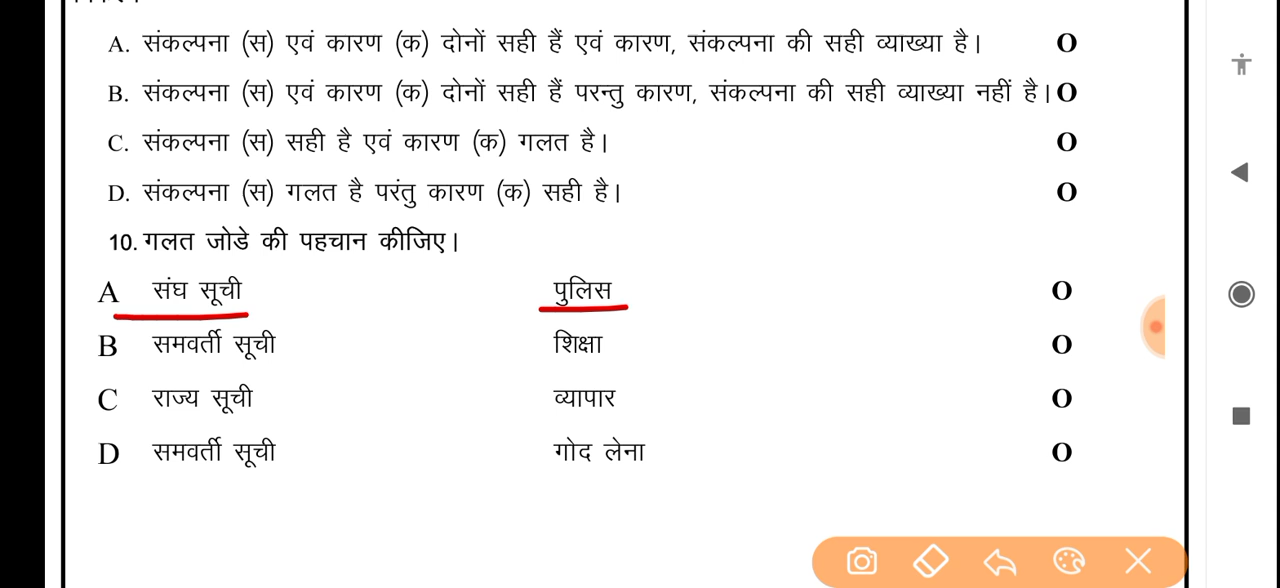 A. संकल्पना (स) एवं कारण (क) दोनों सही हैं एवं कारण, संकल्पना की सही व्याख्या है। O
B. संकल्पना (स) एवं कारण (क) दोनों सही हैं परन्तु कारण, संकल्पना की सही व्याख्या नहीं है। O
C. संकल्पना (स) सही है एवं कारण (क) गलत है। O
D. संकल्पना (स) गलत है परंतु कारण (क) सही है। O
10. गलत जोडे की पहचान कीजिए।
A संघ सूची पुलिस O
B समवर्ती सूची शिक्षा O
C राज्य सूची व्यापार O
D समवर्ती सूची गोद लेना O